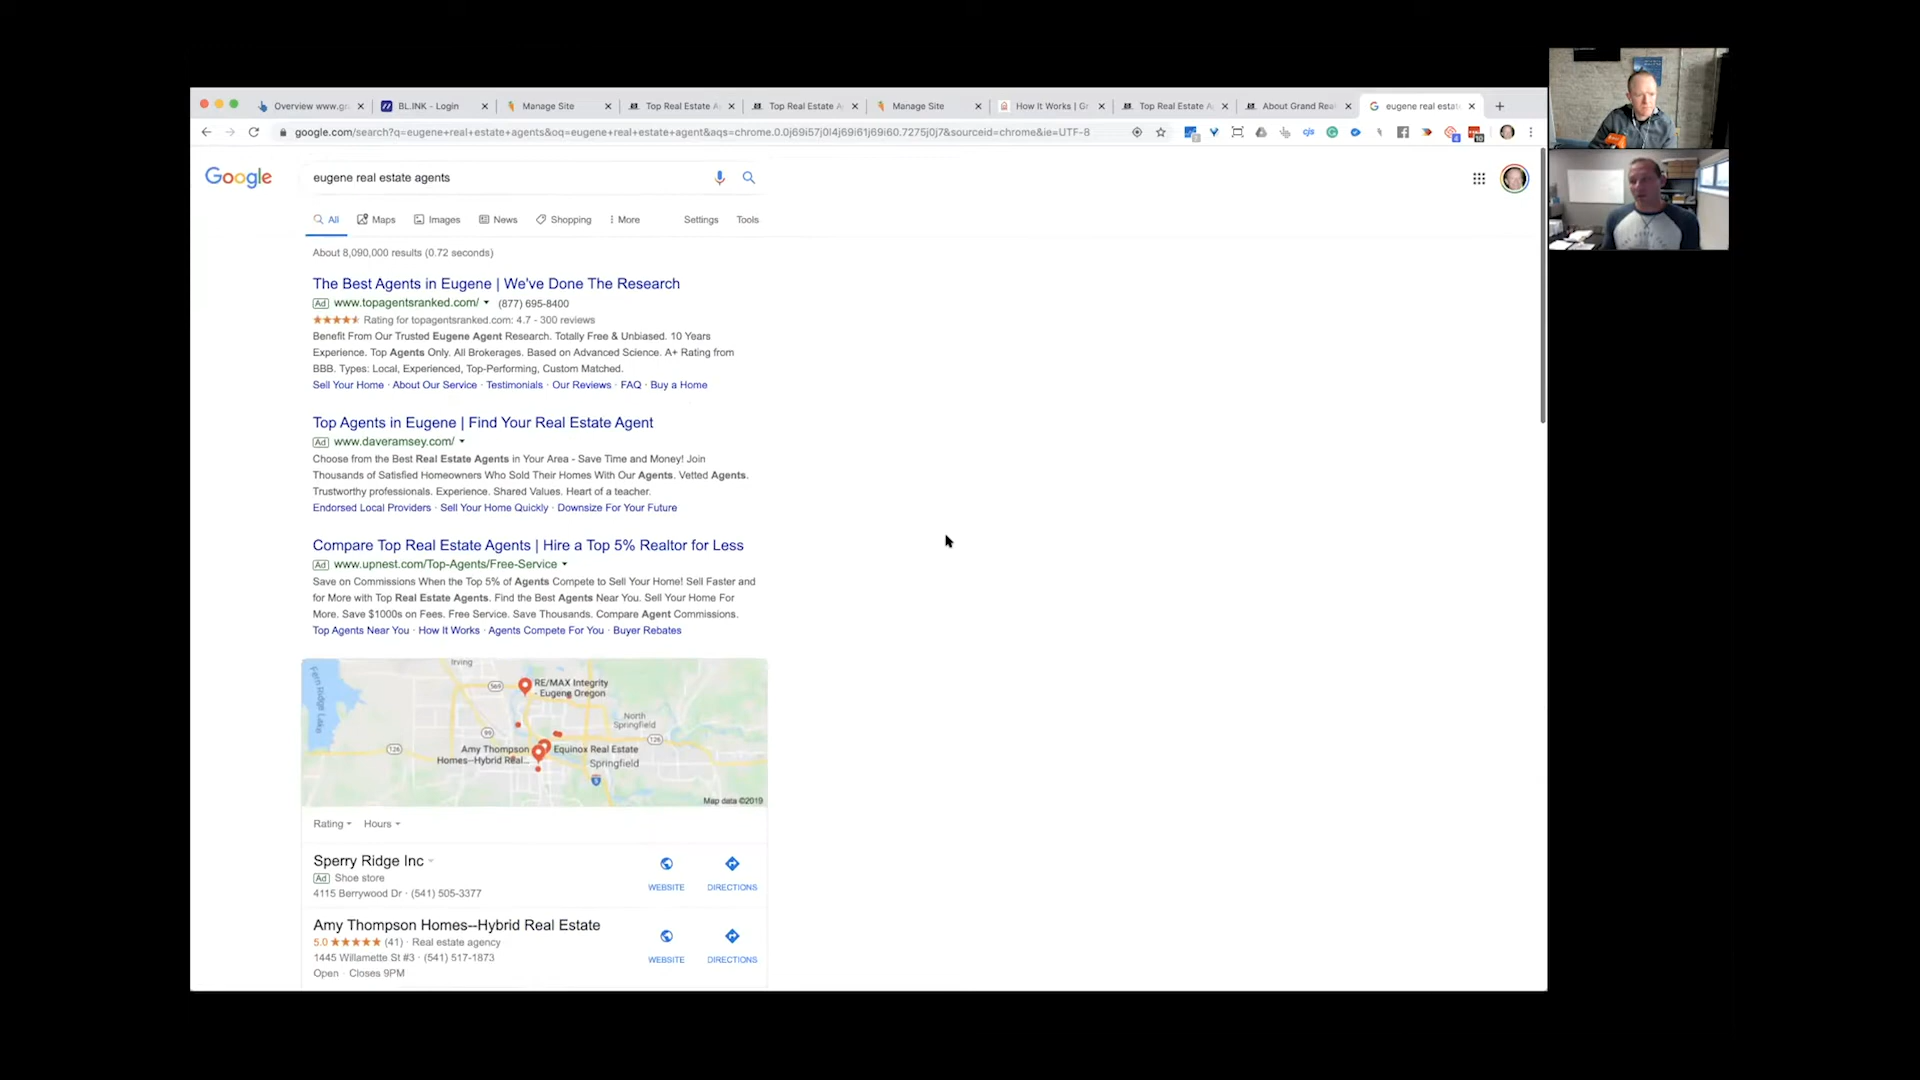 Overview www.g
BL.INK - Login
Manage Site
Top Real Estate A
Top Real Estate A
Manage Site
How It Works | Gr
Top Real Estate A
About Grand Rea
eugene real estat
google.com/search?q=eugene+real+estate+agents&oq=eugene+real+estate+agent&aqs=chrome.0.0j69i57j0l4j69i61j69i60.7275j0j7&sourceid=chrome&ie=UTF-8
Google
eugene real estate agents
All Maps Images News Shopping More Settings Tools
About 8,090,000 results (0.72 seconds)
The Best Agents in Eugene | We've Done The Research
Ad www.topagentsranked.com/ (877) 695-8400
Rating for topagentsranked.com: 4.7 - 300 reviews
Benefit From Our Trusted Eugene Agent Research. Totally Free & Unbiased. 10 Years
Experience. Top Agents Only. All Brokerages. Based on Advanced Science. A+ Rating from
BBB. Types: Local, Experienced, Top-Performing, Custom Matched.
Sell Your Home · About Our Service · Testimonials · Our Reviews · FAQ · Buy a Home
Top Agents in Eugene | Find Your Real Estate Agent
Ad www.daveramsey.com/
Choose from the Best Real Estate Agents in Your Area - Save Time and Money! Join
Thousands of Satisfied Homeowners Who Sold Their Homes With Our Agents. Vetted Agents.
Trustworthy professionals. Experience. Shared Values. Heart of a teacher.
Endorsed Local Providers · Sell Your Home Quickly · Downsize For Your Future
Compare Top Real Estate Agents | Hire a Top 5% Realtor for Less
Ad www.upnest.com/Top-Agents/Free-Service
Save on Commissions When the Top 5% of Agents Compete to Sell Your Home! Sell Faster and
for More with Top Real Estate Agents. Find the Best Agents Near You. Sell Your Home For
More. Save $1000s on Fees. Free Service. Save Thousands. Compare Agent Commissions.
Top Agents Near You · How It Works · Agents Compete For You · Buyer Rebates
Irving
Fern Ridge Lake
569
RE/MAX Integrity
- Eugene Oregon
North
Springfield
99
126
126
Amy Thompson
Homes--Hybrid Real...
Equinox Real Estate
Springfield
5
Map data ©2019
Rating Hours
Sperry Ridge Inc
Ad Shoe store
4115 Berrywood Dr · (541) 505-3377
WEBSITE DIRECTIONS
Amy Thompson Homes--Hybrid Real Estate
5.0 (41) · Real estate agency
1445 Willamette St #3 · (541) 517-1873
Open · Closes 9PM
WEBSITE DIRECTIONS